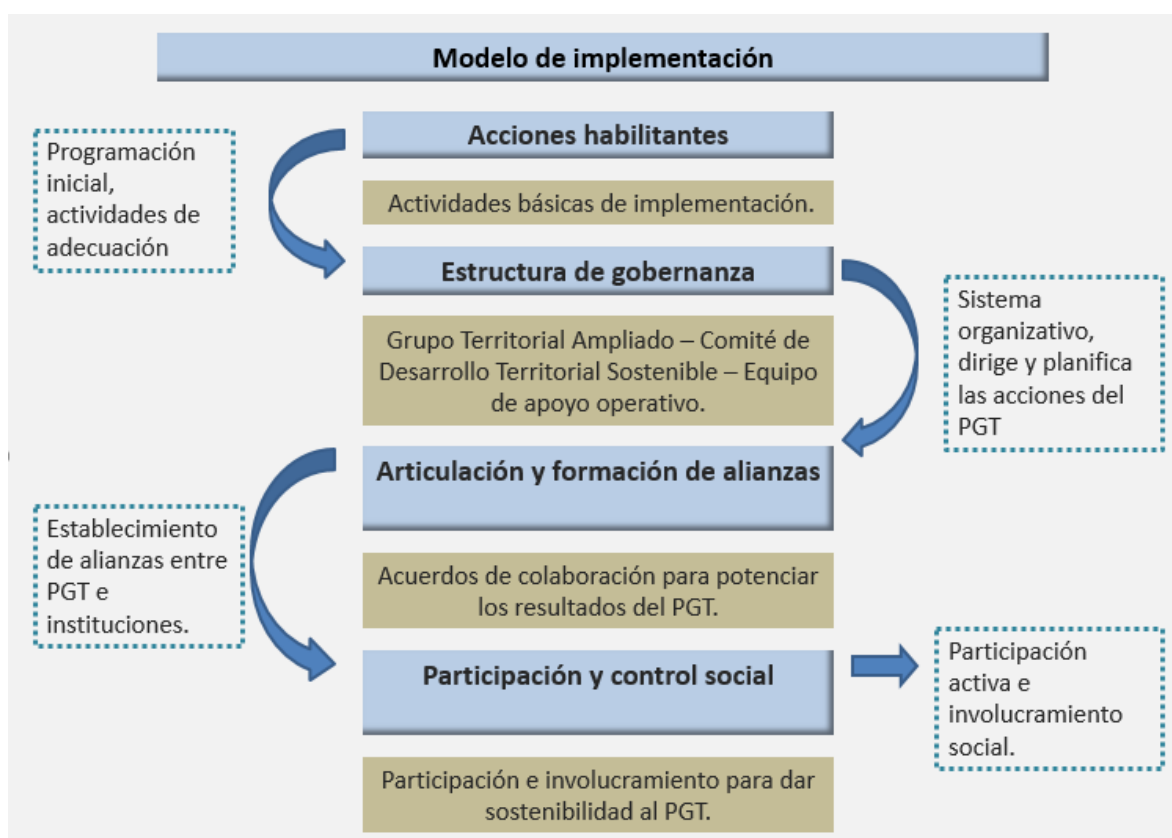 Modelo de implementación
Acciones habilitantes
Programación
inicial,
actividades de
adecuación
Actividades básicas de implementación.
Estructura de gobernanza
Sistema
organizativo,
dirige y planifica
las acciones del
PGT
Grupo Territorial Ampliado – Comité de
Desarrollo Territorial Sostenible – Equipo
de apoyo operativo.
Articulación y formación de alianzas
Establecimiento
de alianzas entre
PGT e
instituciones.
Acuerdos de colaboración para potenciar
los resultados del PGT.
Participación y control social
Participación
activa e
involucramiento
social.
Participación e involucramiento para dar
sostenibilidad al PGT.